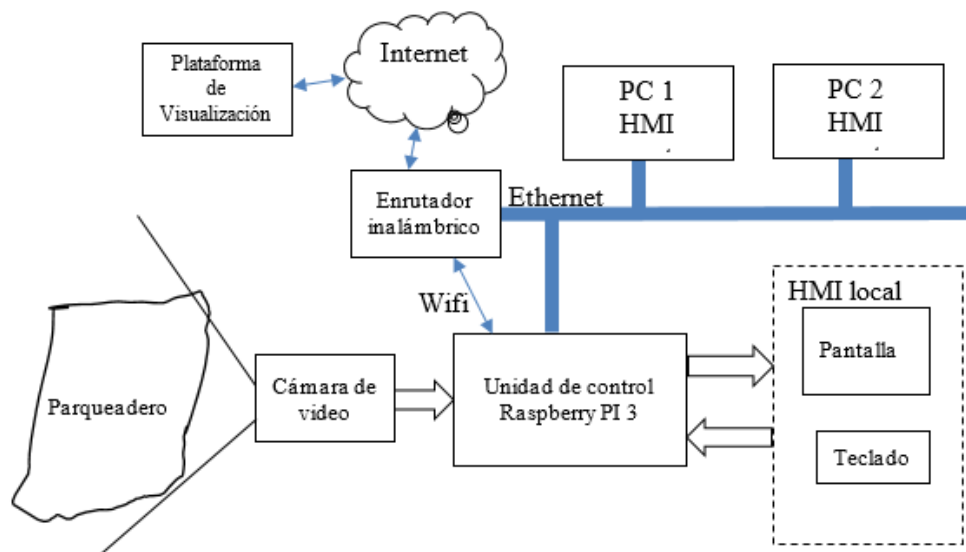 Plataforma
de
Visualización
Internet
PC 1
HMI
PC 2
HMI
Enrutador
inalámbrico
Ethernet
Wifi
HMI local
Pantalla
Teclado
Parqueadero
Cámara de
video
Unidad de control
Raspberry PI 3